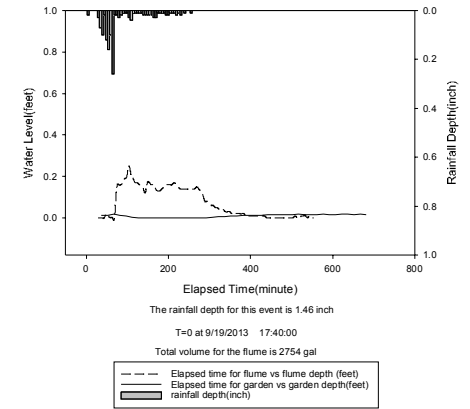 1.0
0.8
0.6
0.4
0.2
0.0
Water Level(feet)
0.0
0.2
0.4
0.6
0.8
1.0
Rainfall Depth(inch)
0
200
400
600
800
Elapsed Time(minute)
The rainfall depth for this event is 1.46 inch
T=0 at 9/19/2013 17:40:00
Total volume for the flume is 2754 gal
Elapsed time for flume vs flume depth (feet)
Elapsed time for garden vs garden depth(feet)
rainfall depth(inch)